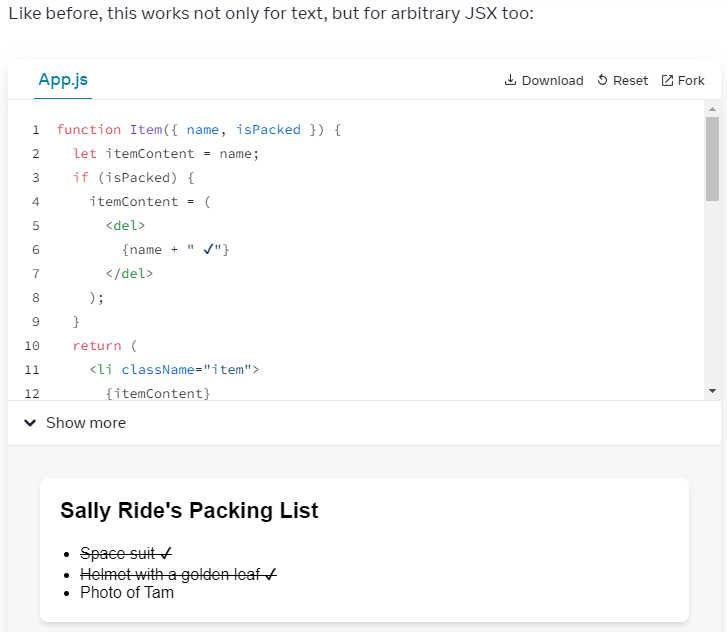 Like before, this works not only for text, but for arbitrary JSX too:
App.js
Download Reset Fork
1 function Item({ name, isPacked }) {
2 let itemContent = name;
3 if (isPacked) {
4 itemContent = (
5 <del>
6 {name + " ✓"}
7 </del>
8 );
9 }
10 return (
11 <li className="item">
12 {itemContent}
Show more
Sally Ride's Packing List
• Space suit ✓
• Helmet with a golden leaf ✓
• Photo of Tam